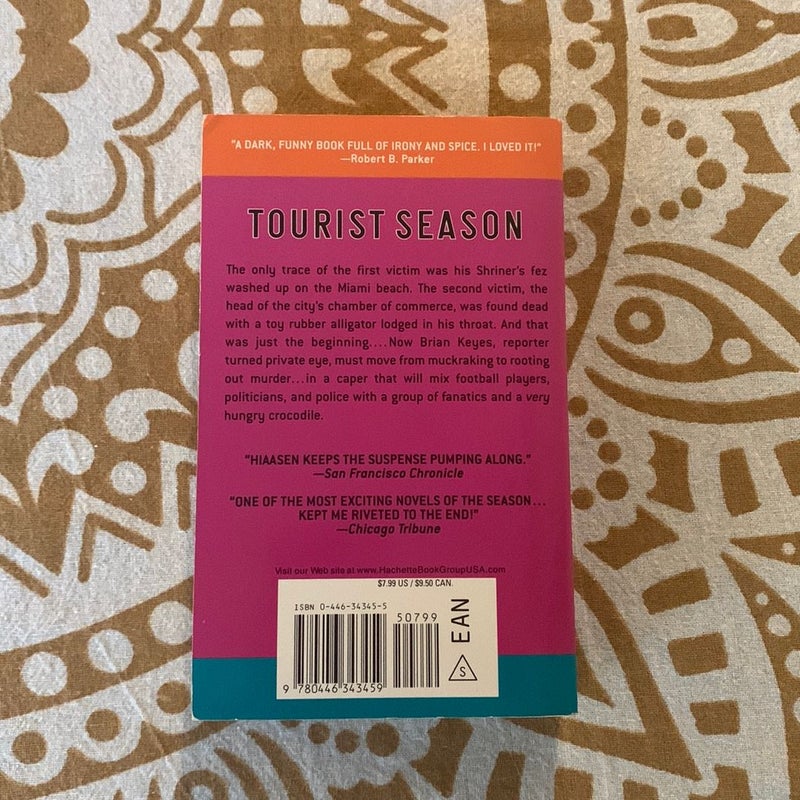 "A DARK, FUNNY BOOK FULL OF IRONY AND SPICE. I LOVED IT!"
—Robert B. Parker
TOURIST SEASON
The only trace of the first victim was his Shriner's fez
washed up on the Miami beach. The second victim, the
head of the city's chamber of commerce, was found dead
with a toy rubber alligator lodged in his throat. And that
was just the beginning....Now Brian Keyes, reporter
turned private eye, must move from muckraking to rooting
out murder...in a caper that will mix football players,
politicians, and police with a group of fanatics and a very
hungry crocodile.
"HIAASEN KEEPS THE SUSPENSE PUMPING ALONG."
—San Francisco Chronicle
"ONE OF THE MOST EXCITING NOVELS OF THE SEASON...
KEPT ME RIVETED TO THE END!"
—Chicago Tribune
Visit our Web site at www.HachetteBookGroupUSA.com
$7.99 US / $9.50 CAN.
ISBN 0-446-34345-5
50799
EAN
S
9 780446 343459